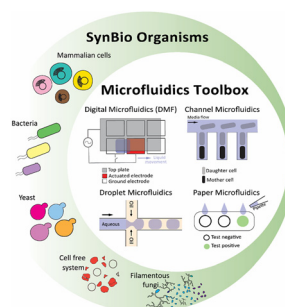 SynBio Organisms
Mammalian cells
Microfluidics Toolbox
Digital Microfluidics (DMF)
Channel Microfluidics
Media flow
Liquid
Top plate
Actuated electrode
Ground electrode
Daughter cell
Mother cell
Bacteria
Droplet Microfluidics
Paper Microfluidics
Oil
Aqueous
Oil
Test negative
Test positive
Yeast
Cell free
system
Filamentous
fungi